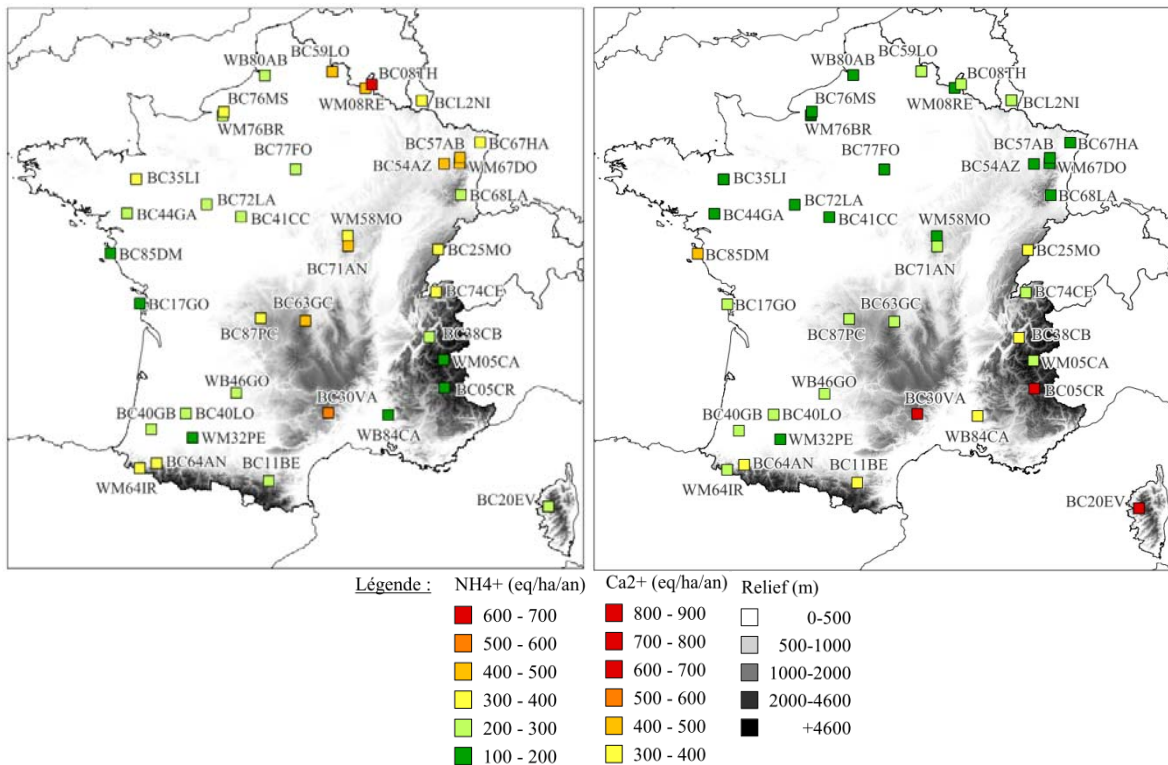 BC59LO
WB80AB
BC08TH
WM08RE
BCL2NI
BC76MS
WM76BR
BC77FO
BC57AB
BC67HA
BC54AZ
WM67DO
BC35LI
BC68LA
BC72LA
BC44GA
BC41CC
WM58MO
BC85DM
BC25MO
BC71AN
BC74CE
BC17GO
BC63GC
BC87PC
BC38CB
WM05CA
WB46GO
BC05CR
BC30VA
BC40GB
BC40LO
WM32PE
WB84CA
BC64AN
BC11BE
WM64IR
BC20EV
BC59LO
WB80AB
BC08TH
WM08RE
BCL2NI
BC76MS
WM76BR
BC77FO
BC57AB
BC67HA
BC54AZ
WM67DO
BC35LI
BC68LA
BC72LA
BC44GA
BC41CC
WM58MO
BC85DM
BC25MO
BC71AN
BC74CE
BC17GO
BC63GC
BC87PC
BC38CB
WM05CA
WB46GO
BC05CR
BC30VA
BC40GB
BC40LO
WM32PE
WB84CA
BC64AN
BC11BE
WM64IR
BC20EV
Légende :
NH4+ (eq/ha/an)
600 - 700
500 - 600
400 - 500
300 - 400
200 - 300
100 - 200
Ca2+ (eq/ha/an)
800 - 900
700 - 800
600 - 700
500 - 600
400 - 500
300 - 400
Relief (m)
0-500
500-1000
1000-2000
2000-4600
+4600